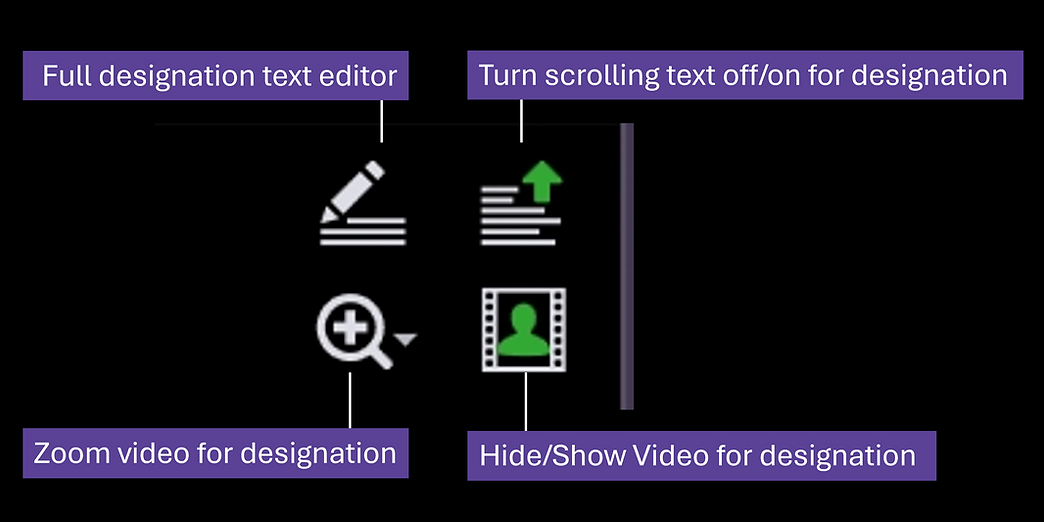 Full designation text editor
Turn scrolling text off/on for designation
Zoom video for designation
Hide/Show Video for designation